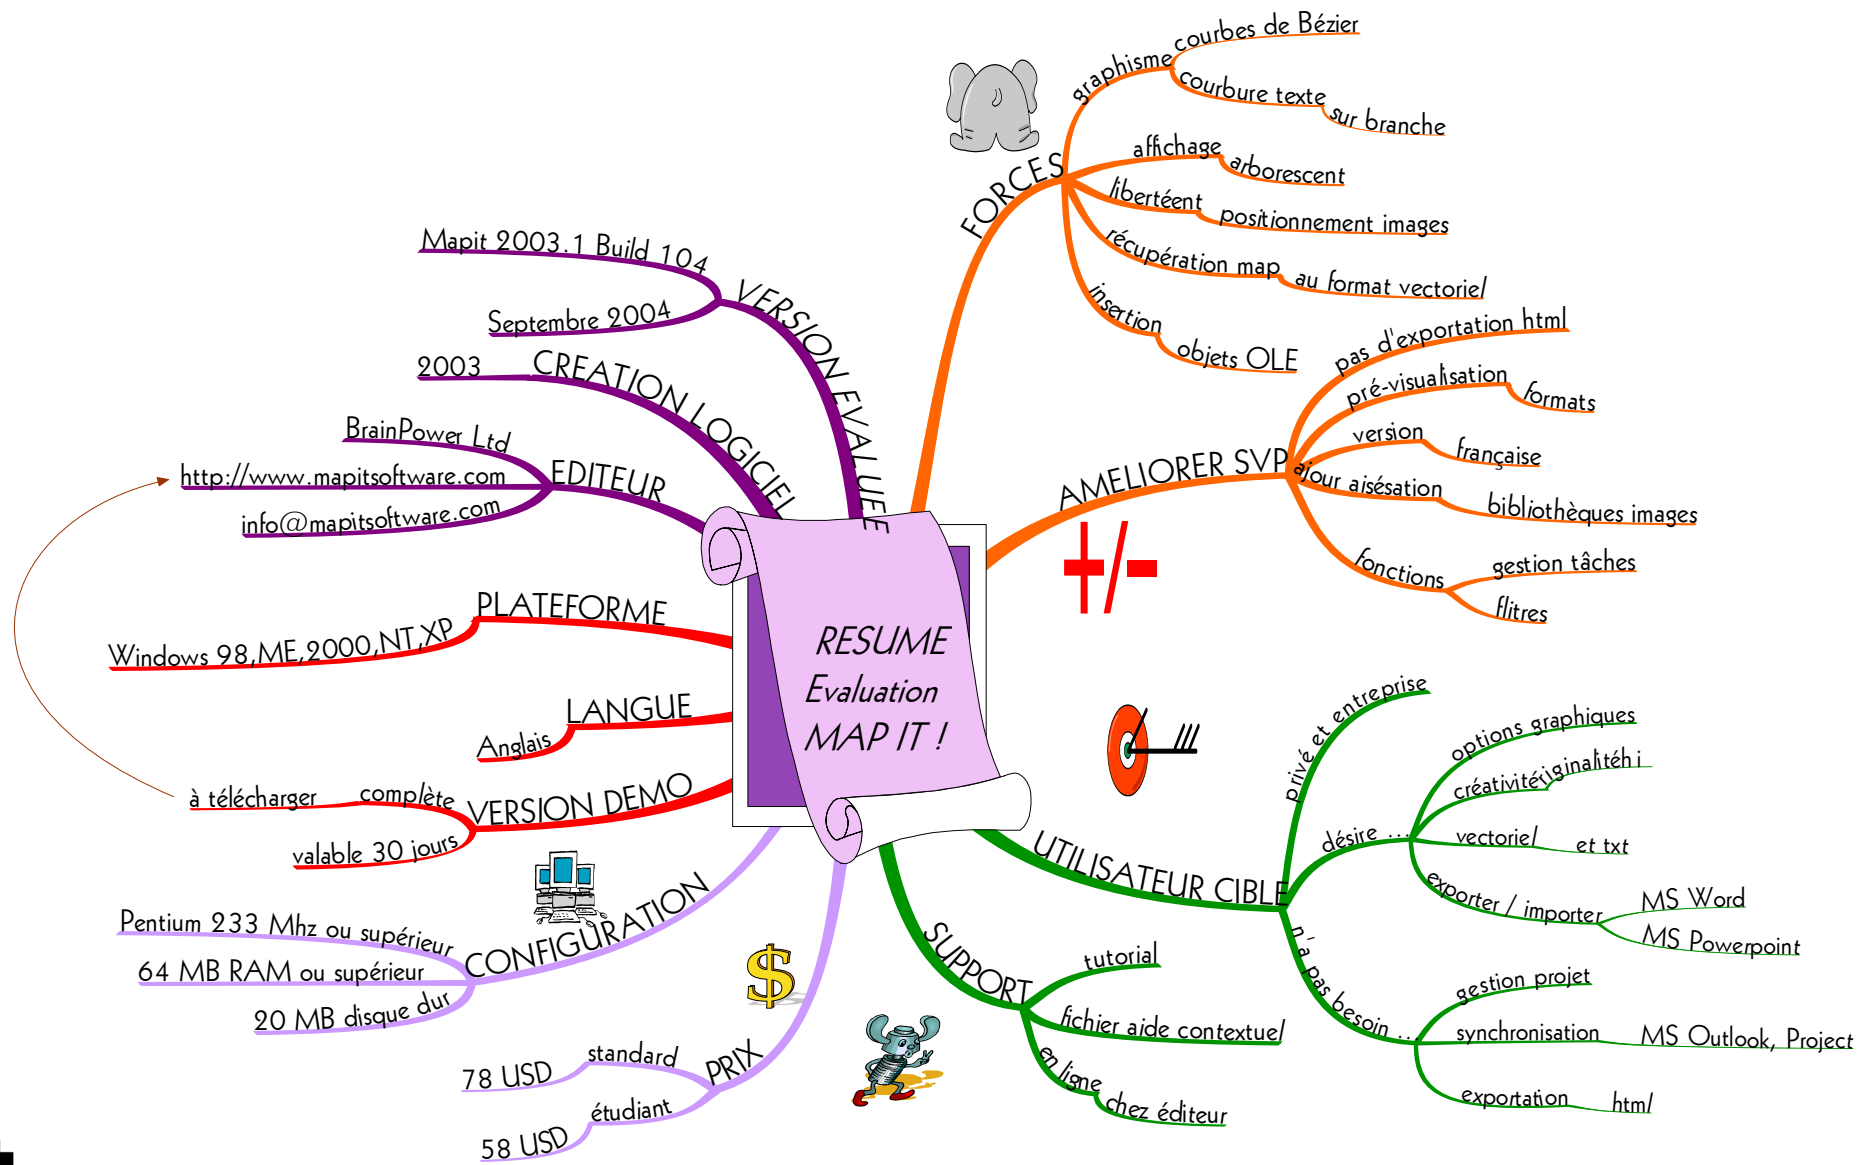 RESUME
Evaluation
MAP IT !
FORCES
graphisme
courbes de Bézier
courbure texte
sur branche
affichage
arborescent
libertéent
positionnement images
récupération map
au format vectoriel
insertion
objets OLE
AMELIORER SVP
pas d'exportation html
pré-visualisation
formats
version
française
ajour aisésation
bibliothèques images
fonctions
gestion tâches
flitres
+/-
UTILISATEUR CIBLE
privé et entreprise
désire ...
options graphiques
créativité
vectoriel
et txt
exporter / importer
MS Word
MS Powerpoint
n'a pas besoin ...
gestion projet
synchronisation
MS Outlook, Project
exportation
html
SUPPORT
tutorial
fichier aide contextuel
en ligne
chez éditeur
PRIX
standard
78 USD
étudiant
58 USD
$
CONFIGURATION
Pentium 233 Mhz ou supérieur
64 MB RAM ou supérieur
20 MB disque dur
VERSION DEMO
complète
à télécharger
valable 30 jours
LANGUE
Anglais
PLATEFORME
Windows 98,ME,2000,NT,XP
EDITEUR
BrainPower Ltd
http://www.mapitsoftware.com
info@mapitsoftware.com
CREATION LOGICIEL
2003
VERSION EVALUEE
Mapit 2003.1 Build 104
Septembre 2004